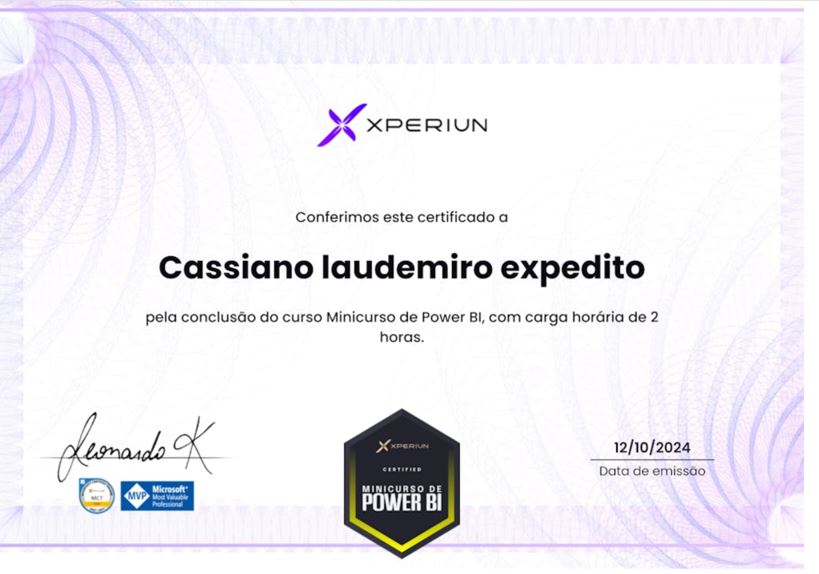 XPERIUN
Conferimos este certificado a
Cassiano laudemiro expedito
pela conclusão do curso Minicurso de Power BI, com carga horária de 2
horas.
Leonardo K
MCT
MVP
Microsoft®
Most Valuable
Professional
XPERIUN
CERTIFIED
MINICURSO DE
POWER BI
12/10/2024
Data de emissão